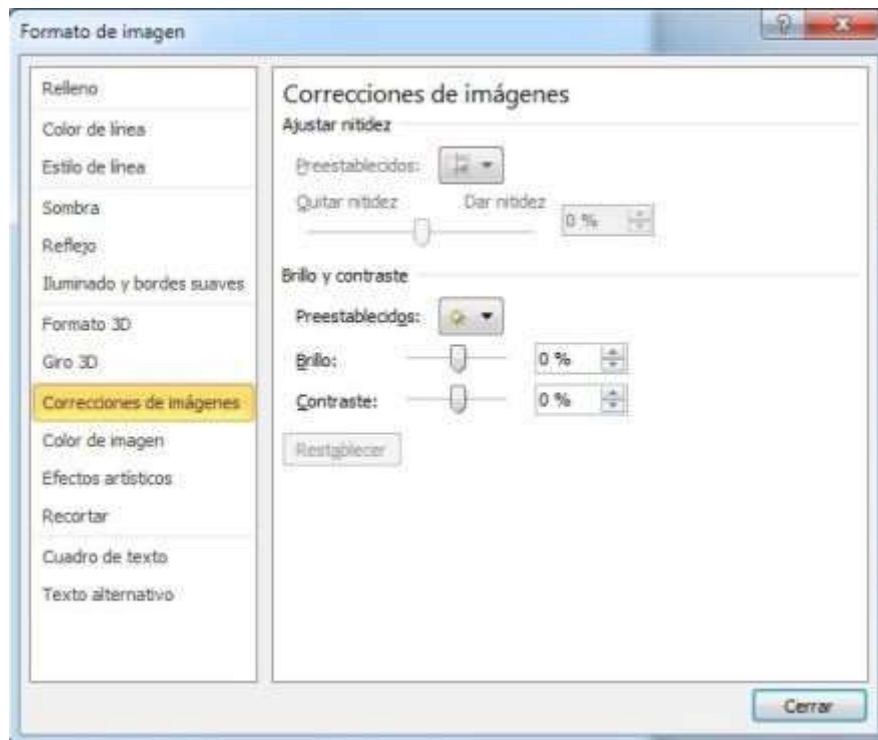 Formato de imagen
Relleno
Color de línea
Estilo de línea
Sombra
Reflejo
Iluminado y bordes suaves
Formato 3D
Giro 3D
Correcciones de imágenes
Color de imagen
Efectos artísticos
Recortar
Cuadro de texto
Texto alternativo
Correcciones de imágenes
Ajustar nitidez
Preestablecidos:
Quitar nitidez Dar nitidez
0 %
Brillo y contraste
Preestablecidos:
Brillo: 0 %
Contraste: 0 %
Restablecer
Cerrar